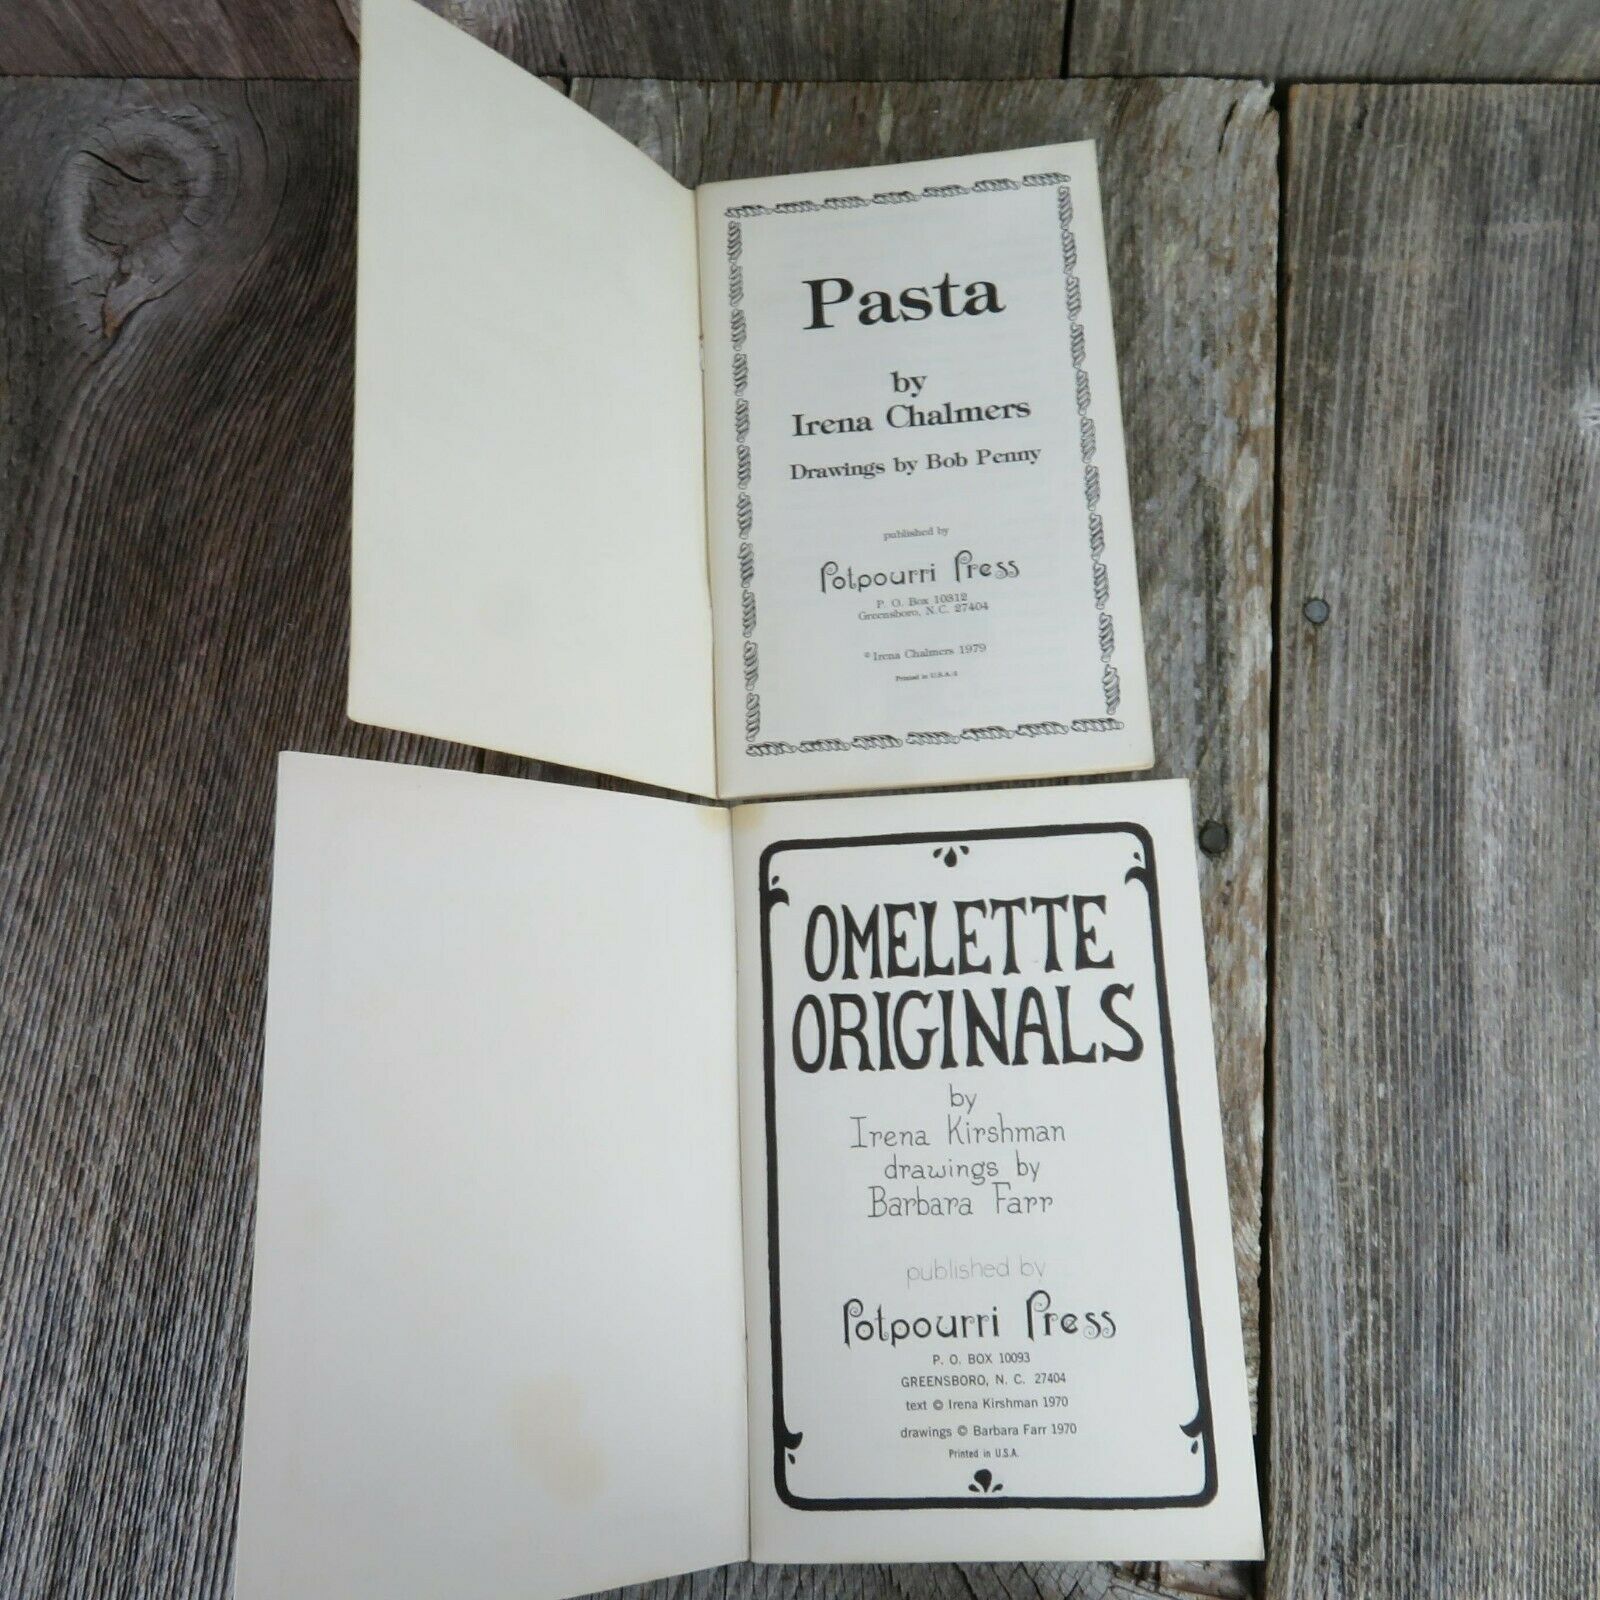 Pasta
by
Irena Chalmers
Drawings by Bob Penny
published by
Potpourri Press
P. O. Box 10312
Greensboro, N.C. 27404
© Irena Chalmers 1979
Printed in U.S.A.
OMELETTE
ORIGINALS
by
Irena Kirshman
drawings by
Barbara Farr
published by
Potpourri Press
P. O. BOX 10093
GREENSBORO, N. C. 27404
text © Irena Kirshman 1970
drawings © Barbara Farr 1970
Printed in U.S.A.